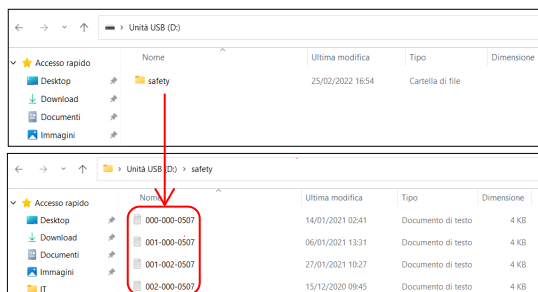 Unità USB (D:)
Nome Ultima modifica Tipo Dimensione
Accesso rapido
Desktop safety 25/02/2022 16:54 Cartella di file
Download
Documenti
Immagini
Unità USB (D:) safety
Nome Ultima modifica Tipo Dimensione
Accesso rapido
Desktop 000-000-0507 14/01/2021 02:41 Documento di testo 4 KB
Download 001-000-0507 06/01/2021 13:31 Documento di testo 4 KB
Documenti
Immagini 001-002-0507 27/01/2021 10:27 Documento di testo 4 KB
IT 002-000-0507 15/12/2020 09:45 Documento di testo 4 KB